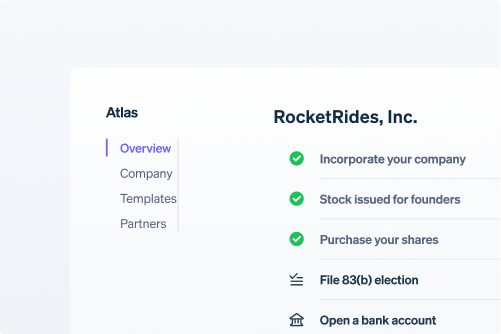 Atlas
Overview
Company
Templates
Partners
RocketRides, Inc.
Incorporate your company
Stock issued for founders
Purchase your shares
File 83(b) election
Open a bank account